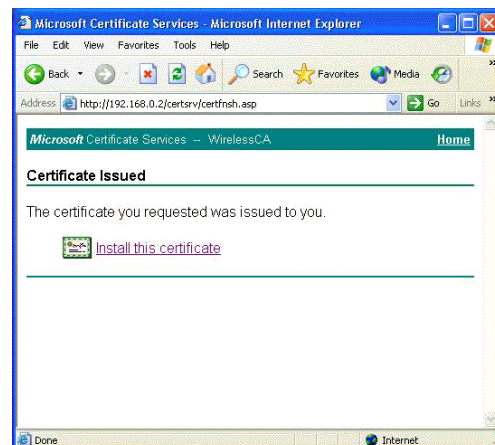 Microsoft Certificate Services - Microsoft Internet Explorer
File Edit View Favorites Tools Help
Back Search Favorites Media
Address http://192.168.0.2/certsrv/certfnsh.asp Go Links
Microsoft Certificate Services -- WirelessCA Home
Certificate Issued
The certificate you requested was issued to you.
Install this certificate
Done Internet